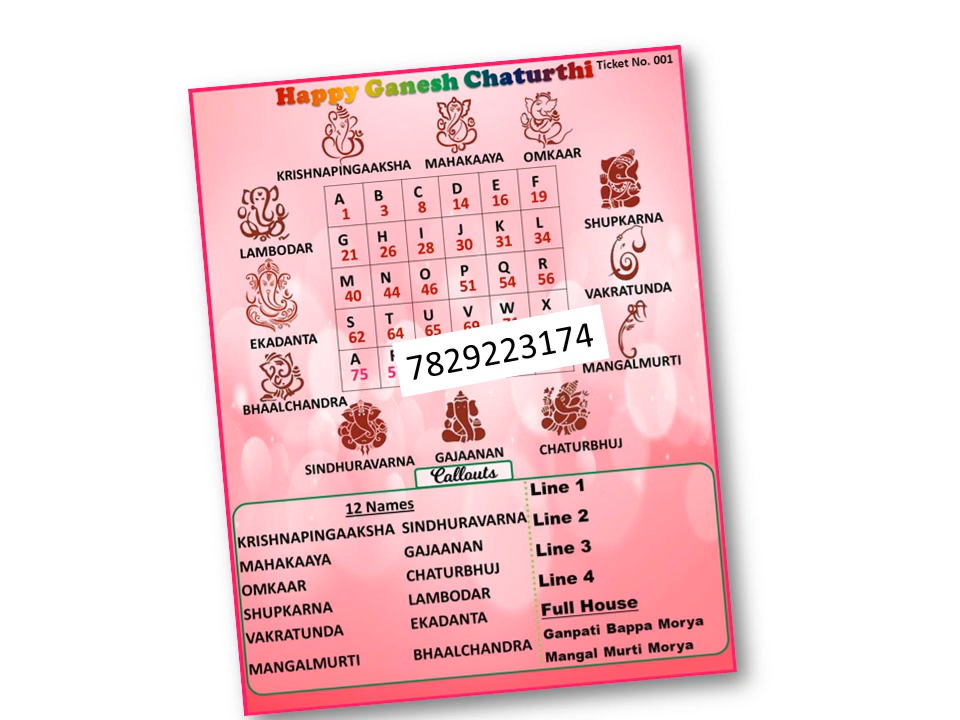 Happy Ganesh Chaturthi
Ticket No. 001
KRISHNAPINGAAKSHA MAHAKAAYA OMKAAR
LAMBODAR
SHUPKARNA
EKADANTA
VAKRATUNDA
BHAALCHANDRA
MANGALMURTI
A B C D E F
1 3 8 14 16 19
G H I J K L
21 26 28 30 31 34
M N O P Q R
40 44 46 51 54 56
S T U V W X
62 64 65 69 71
A
75 5
7829223174
SINDHURAVARNA GAJAANAN CHATURBHUJ
Callouts
12 Names
KRISHNAPINGAAKSHA SINDHURAVARNA
MAHAKAAYA GAJAANAN
OMKAAR CHATURBHUJ
SHUPKARNA LAMBODAR
VAKRATUNDA EKADANTA
MANGALMURTI BHAALCHANDRA
Line 1
Line 2
Line 3
Line 4
Full House
Ganpati Bappa Morya
Mangal Murti Morya